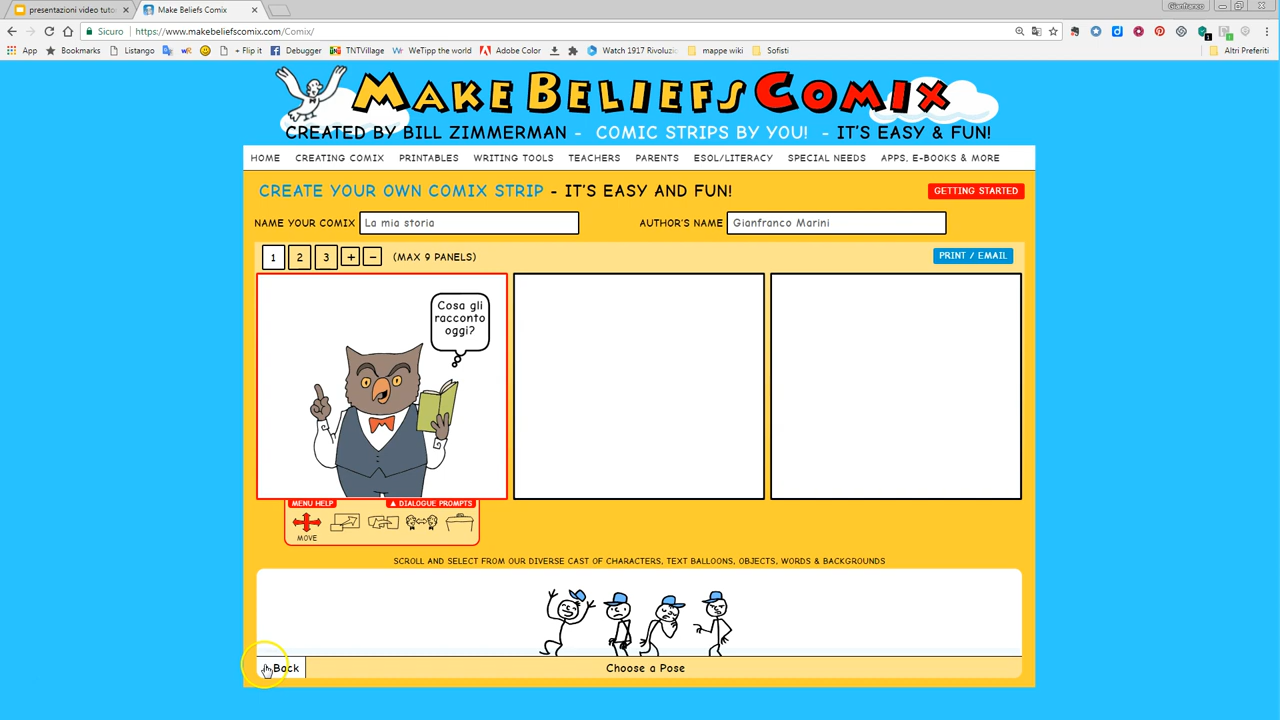 presentazioni video tuto
Make Beliefs Comix
Gianfranco
Sicuro
https://www.makebeliefscomix.com/Comix/
App
Bookmarks
Listango
+ Flip it
Debugger
TNTVillage
WeTipp the world
Adobe Color
Watch 1917 Rivoluzi
mappe wiki
Sofisti
Altri Preferiti
MAKE BELIEFS COMIX
CREATED BY BILL ZIMMERMAN - COMIC STRIPS BY YOU! - IT'S EASY & FUN!
HOME CREATING COMIX PRINTABLES WRITING TOOLS TEACHERS PARENTS ESOL/LITERACY SPECIAL NEEDS APPS, E-BOOKS & MORE
CREATE YOUR OWN COMIX STRIP - IT'S EASY AND FUN!
GETTING STARTED
NAME YOUR COMIX La mia storia
AUTHOR'S NAME Gianfranco Marini
1 2 3 + - (MAX 9 PANELS)
PRINT / EMAIL
Cosa gli
racconto
oggi?
MENU HELP
DIALOGUE PROMPTS
MOVE
SCROLL AND SELECT FROM OUR DIVERSE CAST OF CHARACTERS, TEXT BALLOONS, OBJECTS, WORDS & BACKGROUNDS
Back
Choose a Pose